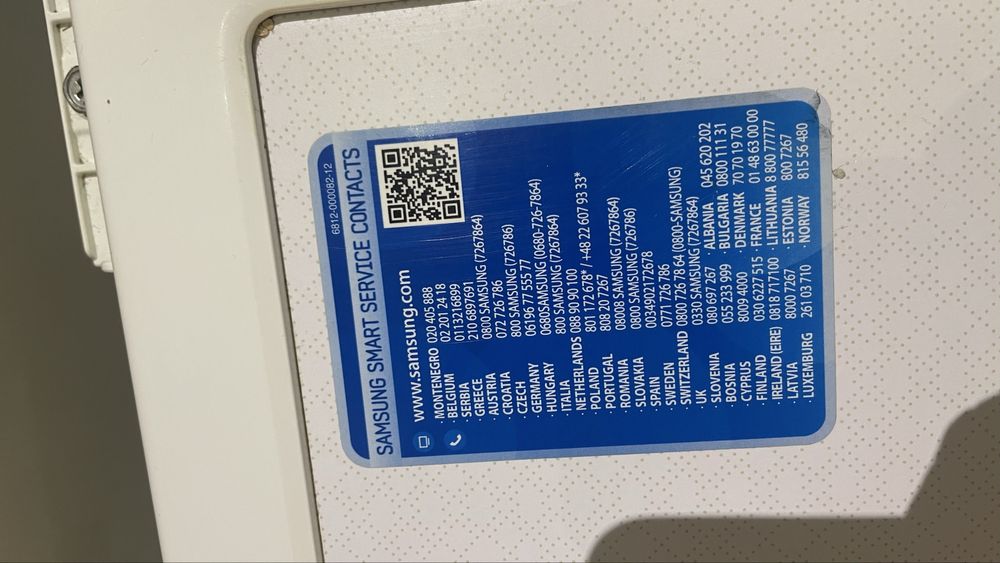 6812-000082-12
SAMSUNG SMART SERVICE CONTACTS
www.samsung.com
· MONTENEGRO 020 405 888
· BELGIUM 02 201 24 18
· SERBIA 011321 6899
· GREECE 210 6897691
· AUSTRIA 0800 SAMSUNG (7267864)
· CROATIA 072 726 786
· CZECH 800 SAMSUNG (726786)
· GERMANY 06196 77 555 77
· HUNGARY 0680SAMSUNG (0680-726-7864)
· ITALIA 800 SAMSUNG (7267864)
· NETHERLANDS 088 90 90 100
· POLAND 801 172 678* / +48 22 607 93 33*
· PORTUGAL 808 20 7267
· ROMANIA 08008 SAMSUNG (7267864)
· SLOVAKIA 0800 SAMSUNG (726786)
· SPAIN 0034902172678
· SWEDEN 0771 726 786
· SWITZERLAND 0800 726 78 64 (0800-SAMSUNG)
· UK 0330 SAMSUNG (7267864)
· SLOVENIA 080 697 267 · ALBANIA 045 620 202
· BOSNIA 055 233 999 · BULGARIA 0800 111 31
· CYPRUS 8009 4000 · DENMARK 70 70 19 70
· FINLAND 030 6227 515 · FRANCE 01 48 63 00 00
· IRELAND (EIRE) 0818 717100 · LITHUANIA 8 800 77777
· LATVIA 8000 7267 · ESTONIA 800 7267
· LUXEMBURG 261 03 710 · NORWAY 815 56 480